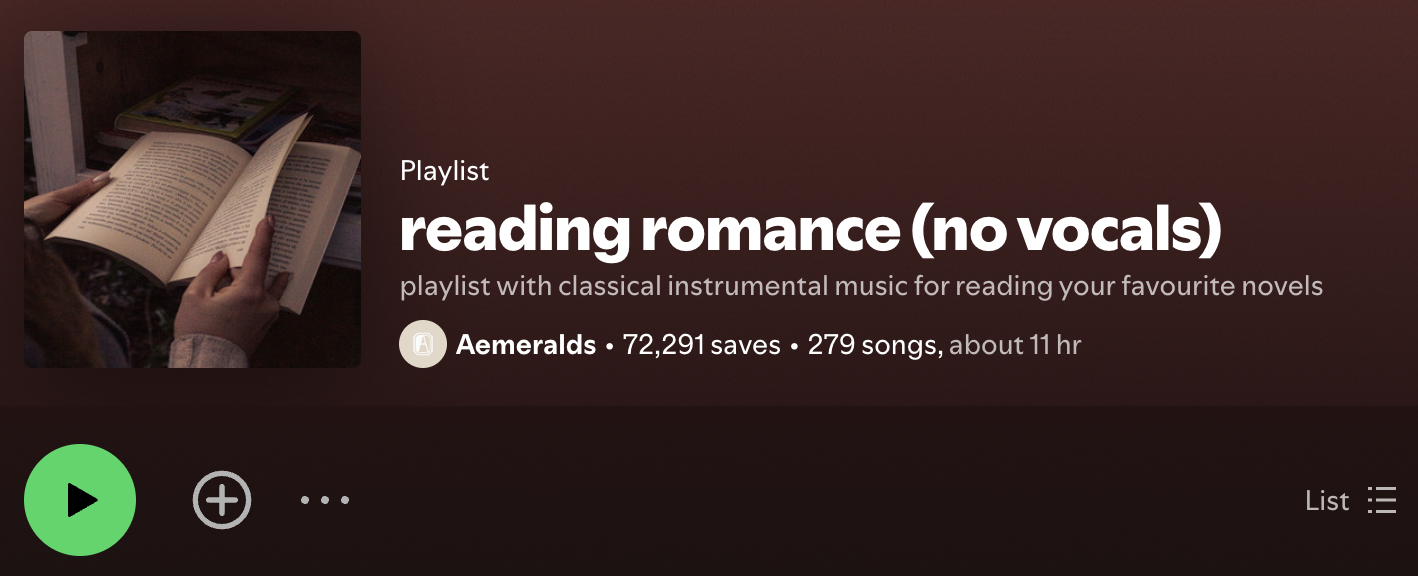 Playlist
reading romance (no vocals)
playlist with classical instrumental music for reading your favourite novels
Aemeralds • 72,291 saves • 279 songs, about 11 hr
List